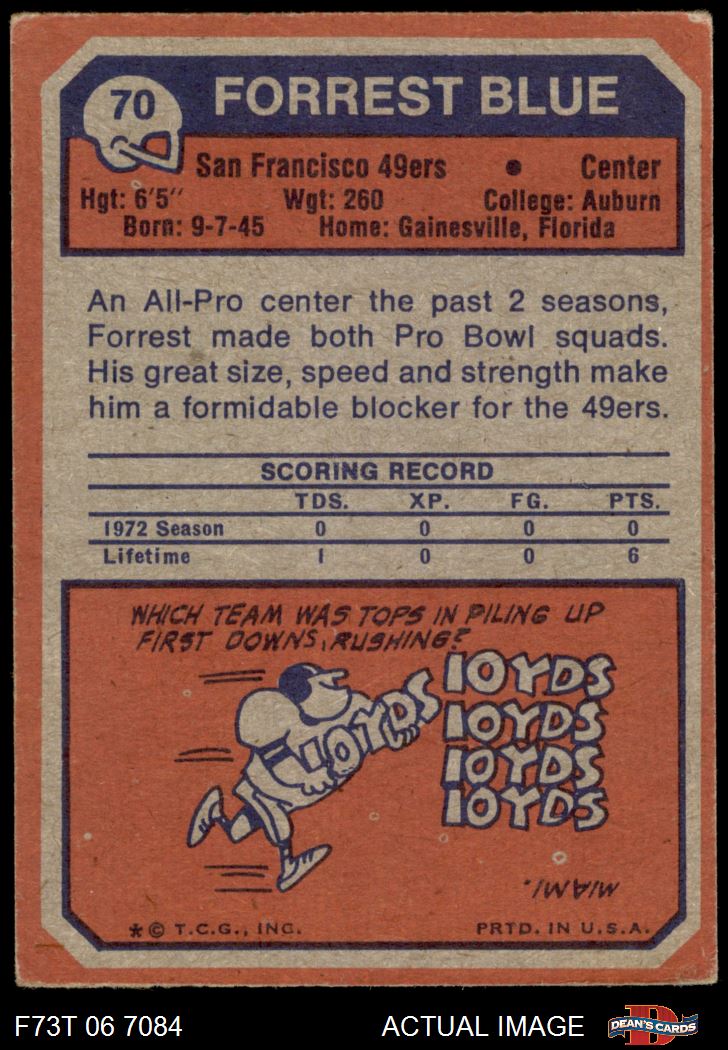 70
FORREST BLUE
San Francisco 49ers • Center
Hgt: 6'5" Wgt: 260 College: Auburn
Born: 9-7-45 Home: Gainesville, Florida
An All-Pro center the past 2 seasons,
Forrest made both Pro Bowl squads.
His great size, speed and strength make
him a formidable blocker for the 49ers.
SCORING RECORD
TDS. XP. FG. PTS.
1972 Season 0 0 0 0
Lifetime 1 0 0 6
WHICH TEAM WAS TOPS IN PILING UP
FIRST DOWNS, RUSHING?
10YDS
10YDS
10YDS
10YDS
10YDS
MIAMI.
* © T.C.G., INC. PRTD. IN U.S.A.
F73T 06 7084 ACTUAL IMAGE
D
DEAN'S CARDS